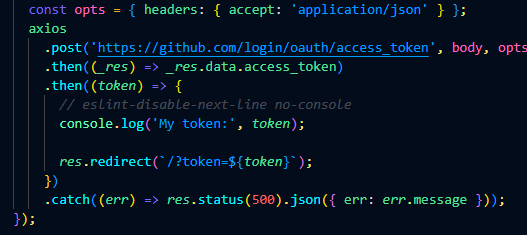 const opts = { headers: { accept: 'application/json' } };
axios
.post('https://github.com/login/oauth/access_token', body, opts
.then((_res) => _res.data.access_token)
.then((token) => {
// eslint-disable-next-line no-console
console.log('My token:', token);
res.redirect(`/?token=${token}`);
})
.catch((err) => res.status(500).json({ err: err.message }));
});